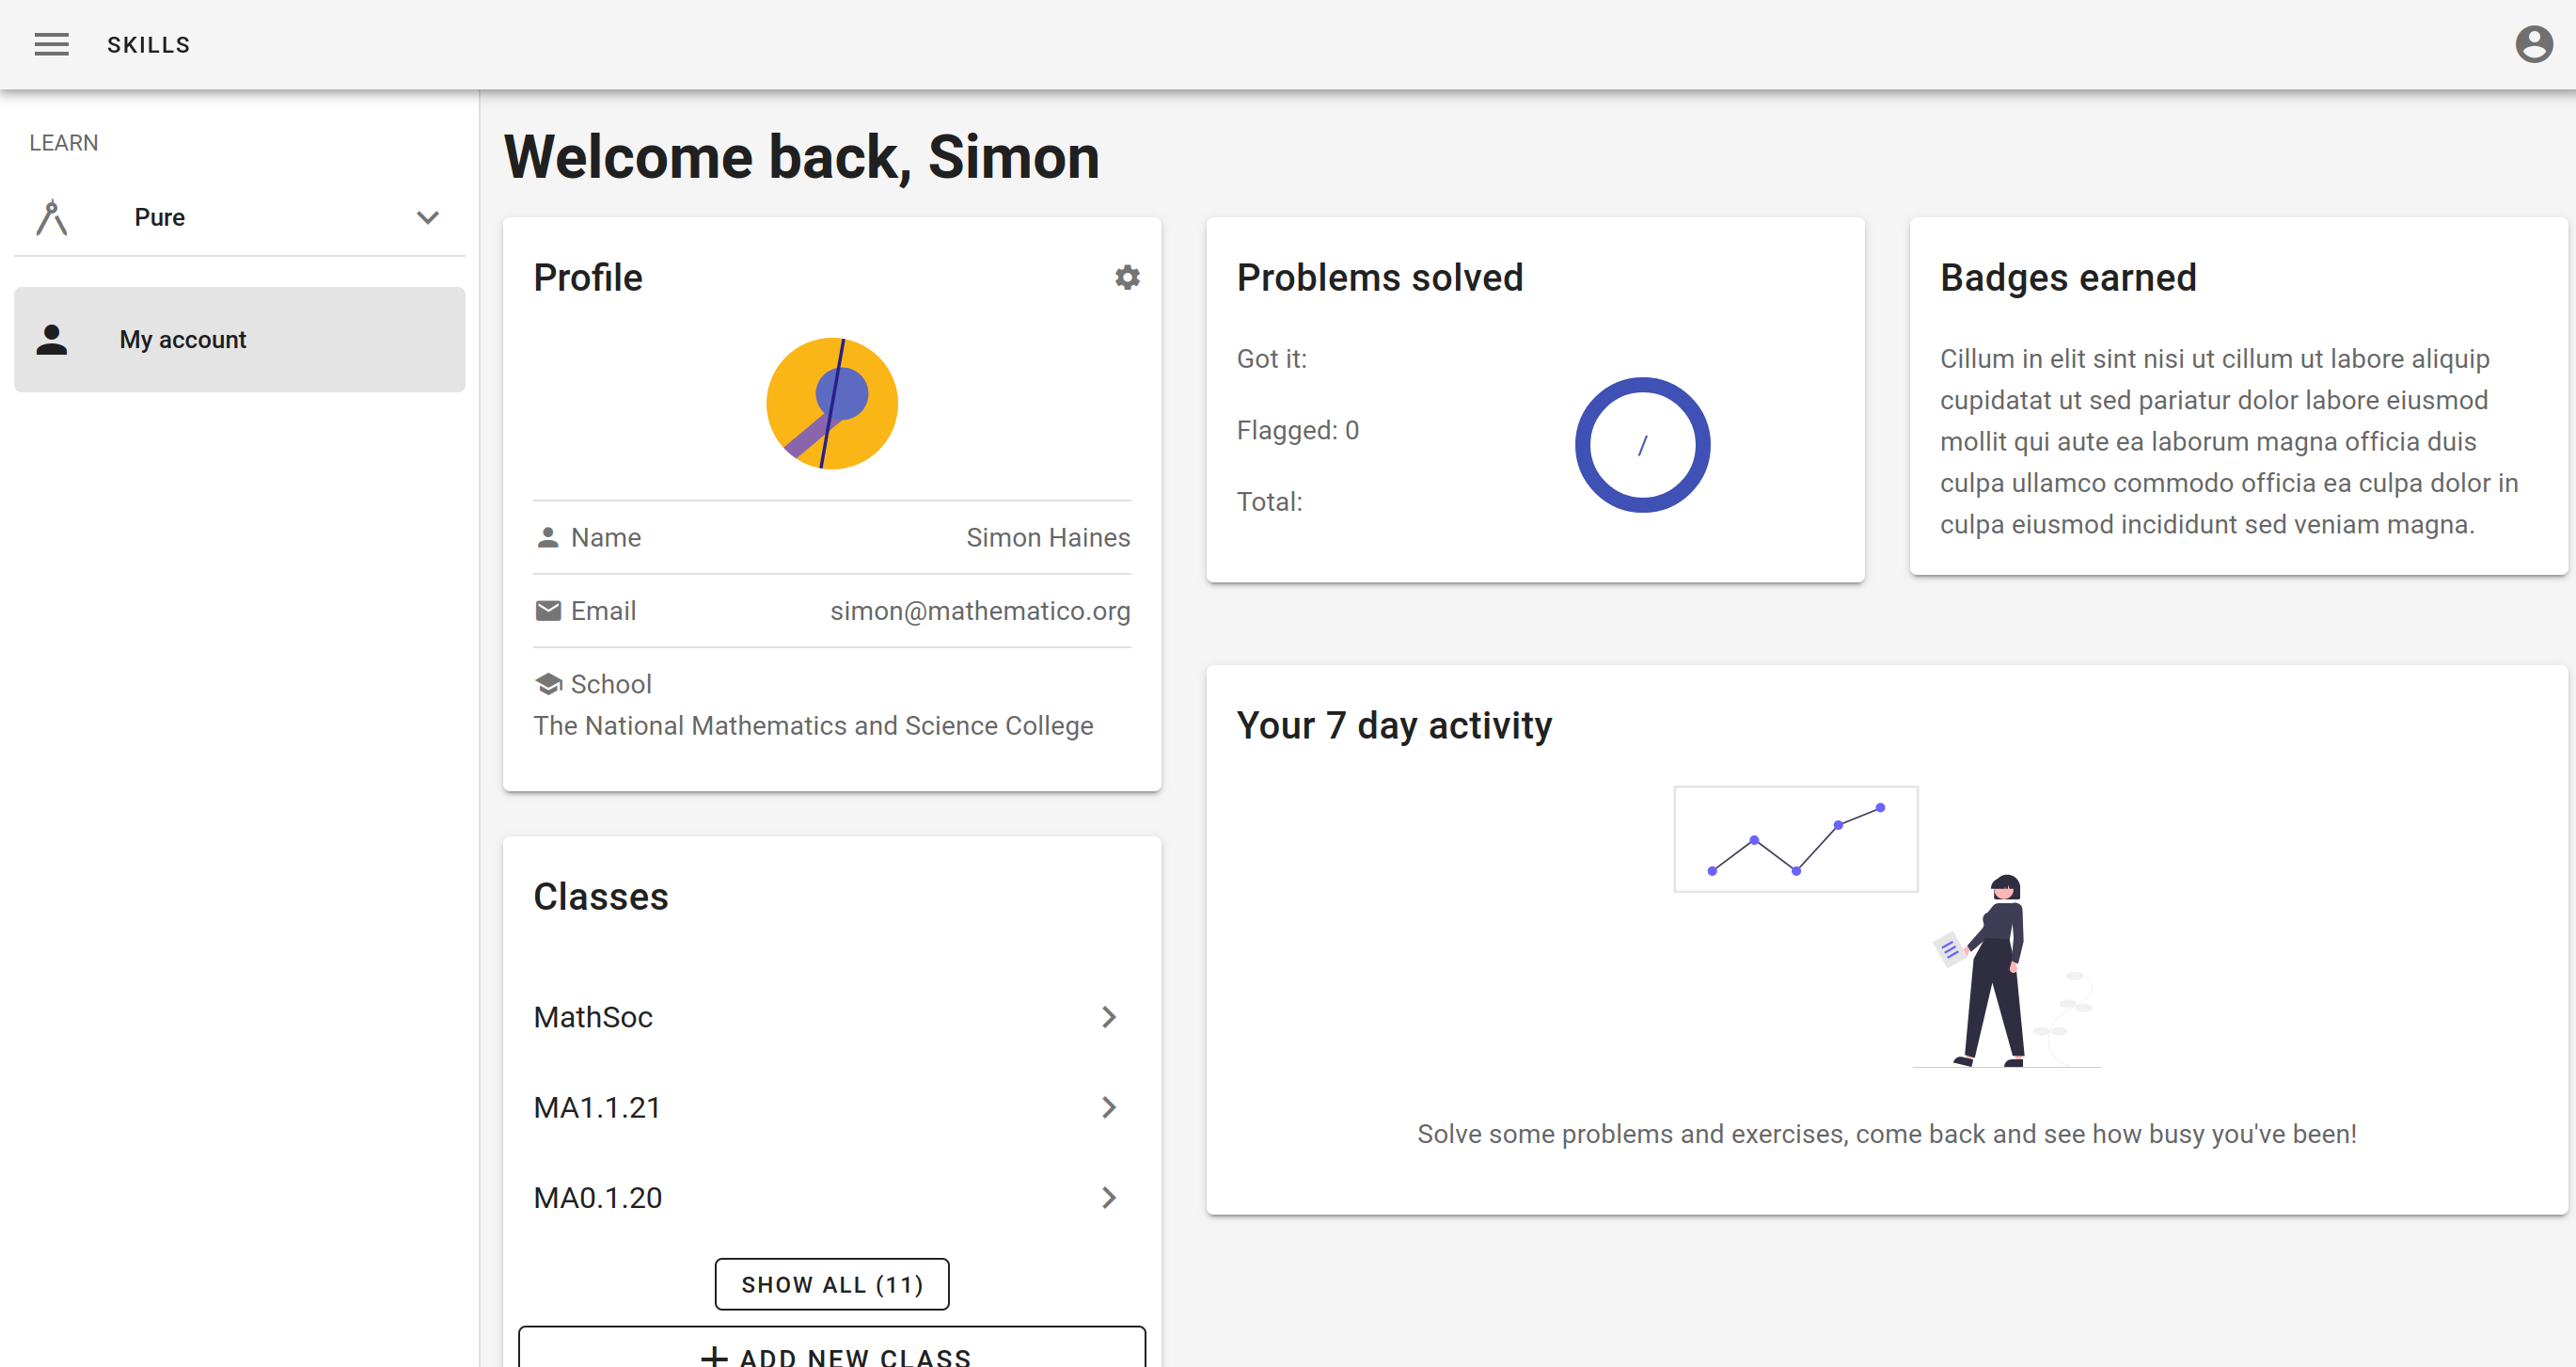 SKILLS
LEARN
Pure
My account
Welcome back, Simon
Profile
Name
Simon Haines
Email
simon@mathematico.org
School
The National Mathematics and Science College
Classes
MathSoc
MA1.1.21
MA0.1.20
SHOW ALL (11)
ADD NEW CLASS
Problems solved
Got it:
Flagged: 0
Total:
/
Badges earned
Cillum in elit sint nisi ut cillum ut labore aliquip
cupidatat ut sed pariatur dolor labore eiusmod
mollit qui aute ea laborum magna officia duis
culpa ullamco commodo officia ea culpa dolor in
culpa eiusmod incididunt sed veniam magna.
Your 7 day activity
Solve some problems and exercises, come back and see how busy you've been!